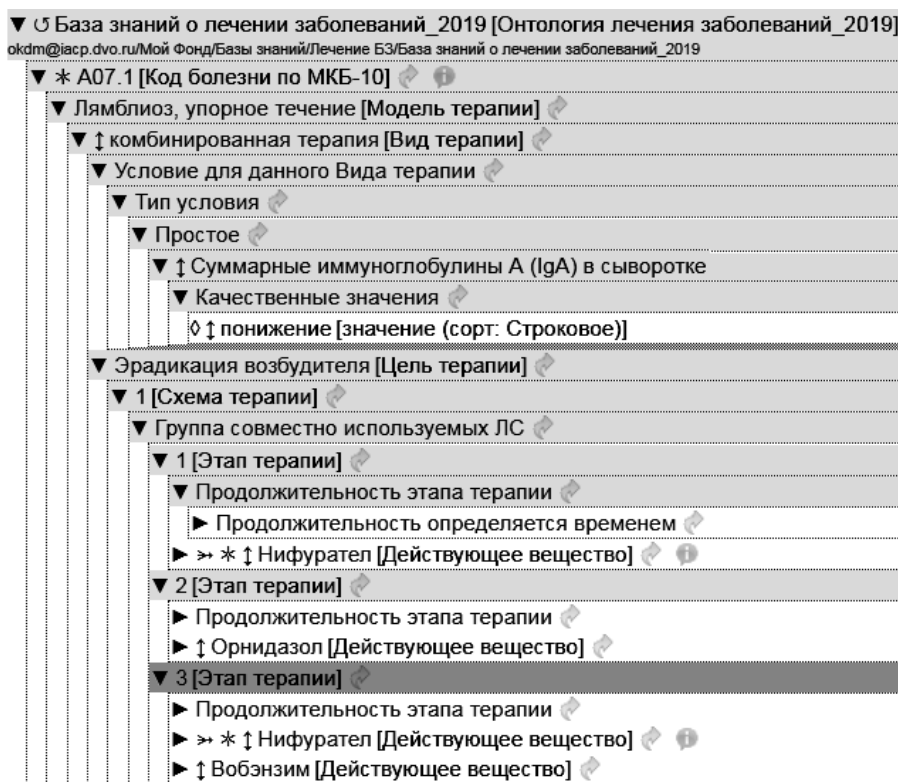 ▼ ↺ База знаний о лечении заболеваний_2019 [Онтология лечения заболеваний_2019]
okdm@iacp.dvo.ru/Мой Фонд/Базы знаний/Лечение БЗ/База знаний о лечении заболеваний_2019
▼ * A07.1 [Код болезни по МКБ-10]
▼ Лямблиоз, упорное течение [Модель терапии]
▼ ↕ комбинированная терапия [Вид терапии]
▼ Условие для данного Вида терапии
▼ Тип условия
▼ Простое
▼ ↕ Суммарные иммуноглобулины А (IgA) в сыворотке
▼ Качественные значения
◊ ↕ понижение [значение (сорт: Строковое)]
▼ Эрадикация возбудителя [Цель терапии]
▼ 1 [Схема терапии]
▼ Группа совместно используемых ЛС
▼ 1 [Этап терапии]
▼ Продолжительность этапа терапии
► Продолжительность определяется временем
► ➳ * ↕ Нифурател [Действующее вещество]
▼ 2 [Этап терапии]
► Продолжительность этапа терапии
► ↕ Орнидазол [Действующее вещество]
▼ 3 [Этап терапии]
► Продолжительность этапа терапии
► ➳ * ↕ Нифурател [Действующее вещество]
► ↕ Вобэнзим [Действующее вещество]